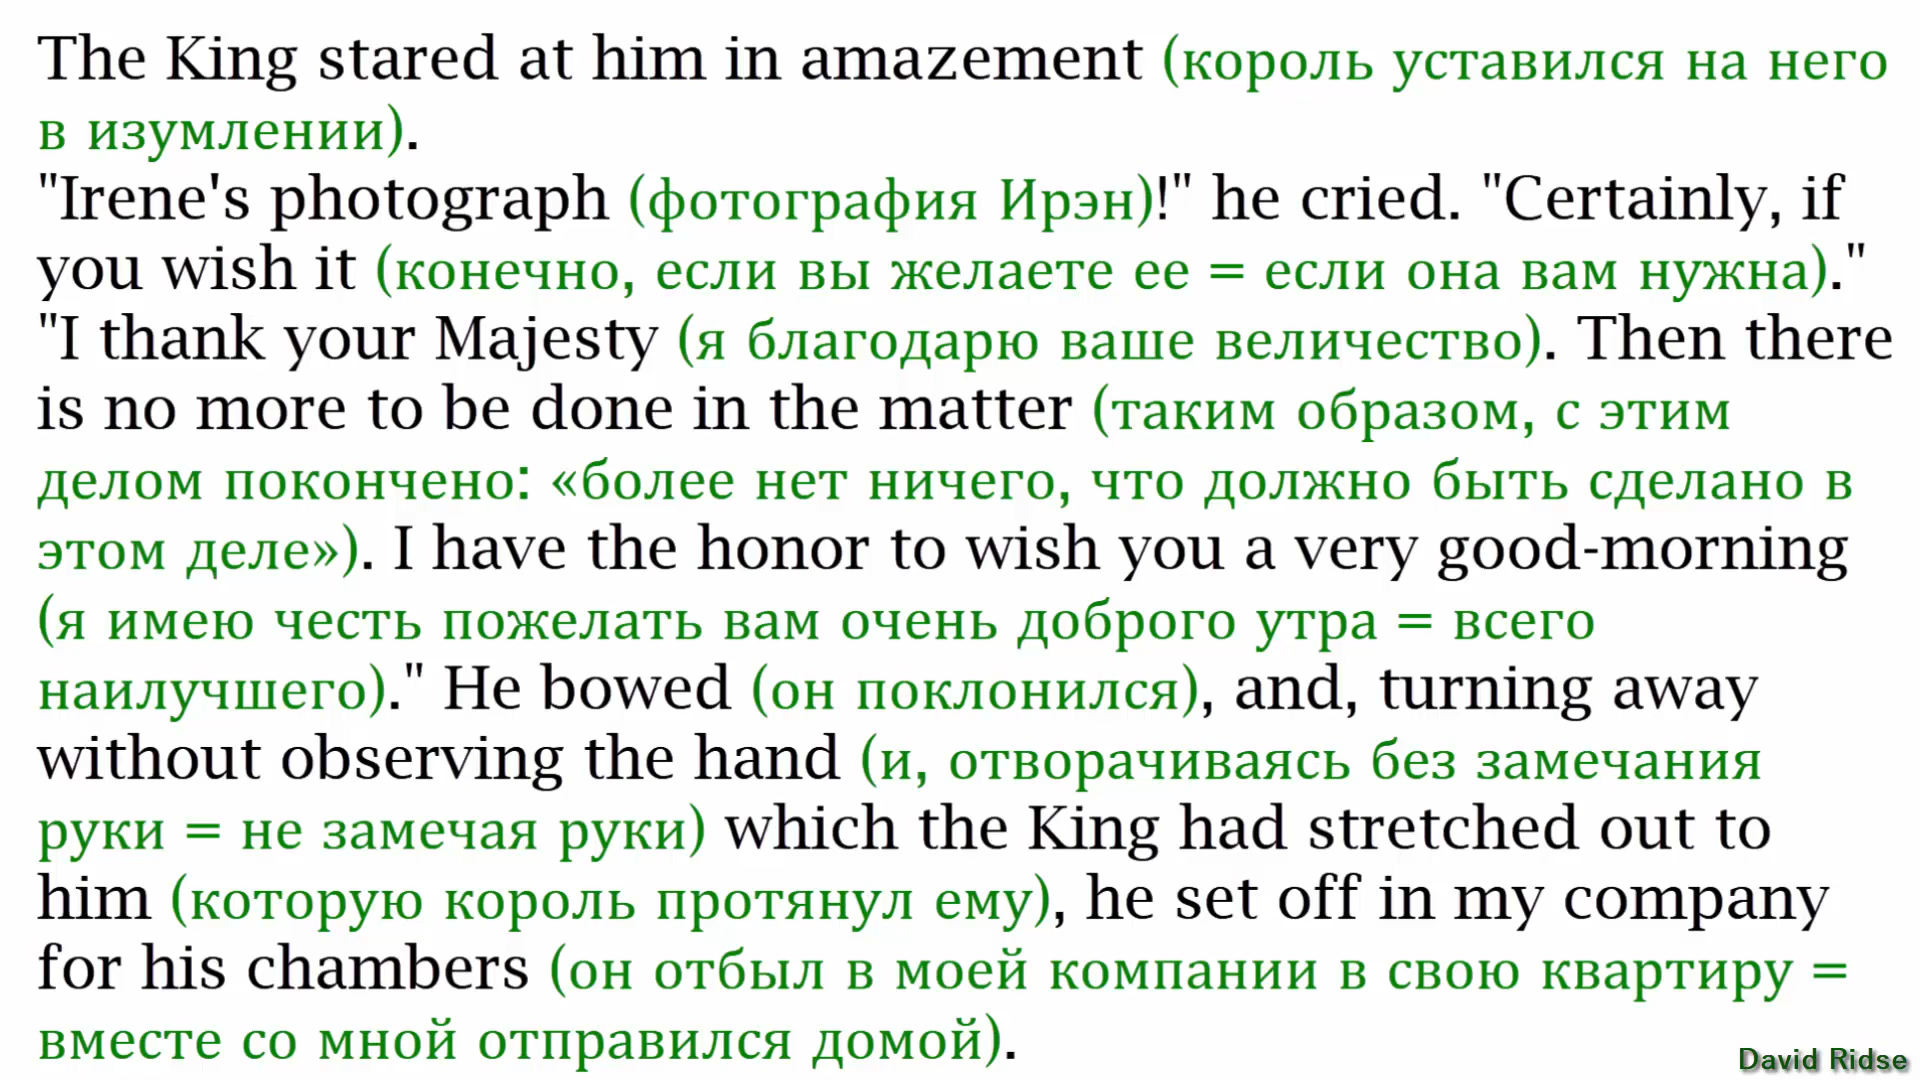 The King stared at him in amazement (король уставился на него
в изумлении).
"Irene's photograph (фотография Ирэн)!" he cried. "Certainly, if
you wish it (конечно, если вы желаете ее = если она вам нужна)."
"I thank your Majesty (я благодарю ваше величество). Then there
is no more to be done in the matter (таким образом, с этим
делом покончено: «более нет ничего, что должно быть сделано в
этом деле»). I have the honor to wish you a very good-morning
(я имею честь пожелать вам очень доброго утра = всего
наилучшего)." He bowed (он поклонился), and, turning away
without observing the hand (и, отворачиваясь без замечания
руки = не замечая руки) which the King had stretched out to
him (которую король протянул ему), he set off in my company
for his chambers (он отбыл в моей компании в свою квартиру =
вместе со мной отправился домой).
David Ridse